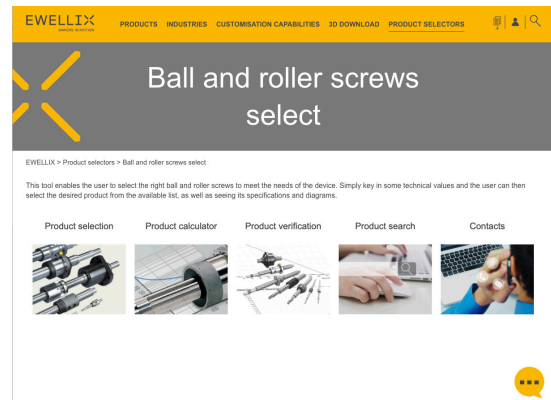 EWELLIX
MAKERS IN MOTION
PRODUCTS INDUSTRIES CUSTOMISATION CAPABILITIES 3D DOWNLOAD PRODUCT SELECTORS
Ball and roller screws
select
EWELLIX > Product selectors > Ball and roller screws select
This tool enables the user to select the right ball and roller screws to meet the needs of the device. Simply key in some technical values and the user can then
select the desired product from the available list, as well as seeing its specifications and diagrams.
Product selection Product calculator Product verification Product search Contacts